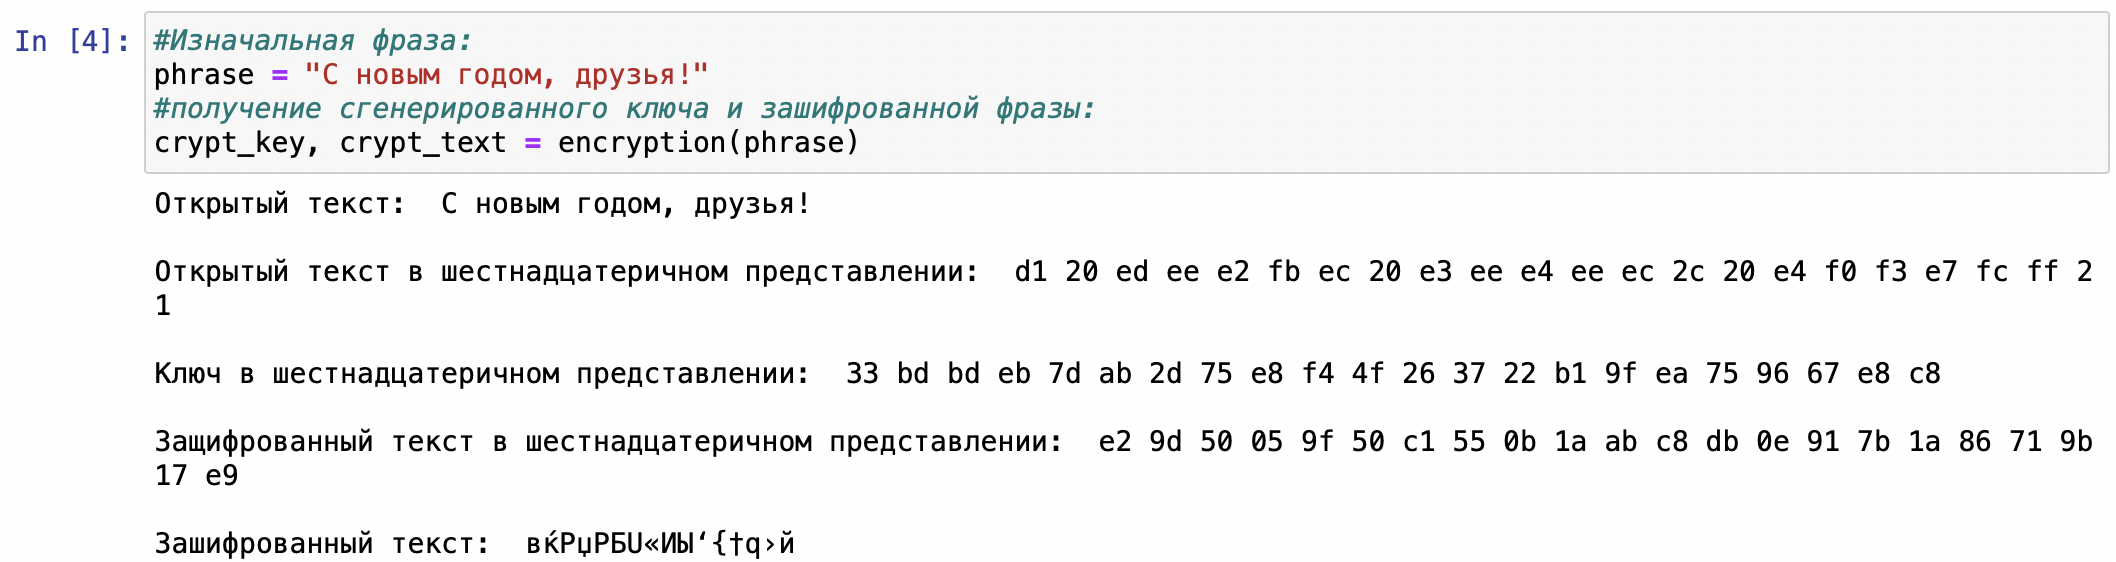 In [4]: #Изначальная фраза:
phrase = "С новым годом, друзья!"
#получение сгенерированного ключа и зашифрованной фразы:
crypt_key, crypt_text = encryption(phrase)
Открытый текст:  С новым годом, друзья!
Открытый текст в шестнадцатеричном представлении:  d1 20 ed ee e2 fb ec 20 e3 ee e4 ee ec 2c 20 e4 f0 f3 e7 fc ff 2
1
Ключ в шестнадцатеричном представлении:  33 bd bd eb 7d ab 2d 75 e8 f4 4f 26 37 22 b1 9f ea 75 96 67 e8 c8
Защифрованный текст в шестнадцатеричном представлении:  e2 9d 50 05 9f 50 c1 55 0b 1a ab c8 db 0e 91 7b 1a 86 71 9b
17 e9
Зашифрованный текст:  вќPџPБU«ИЫ‘{†q›й